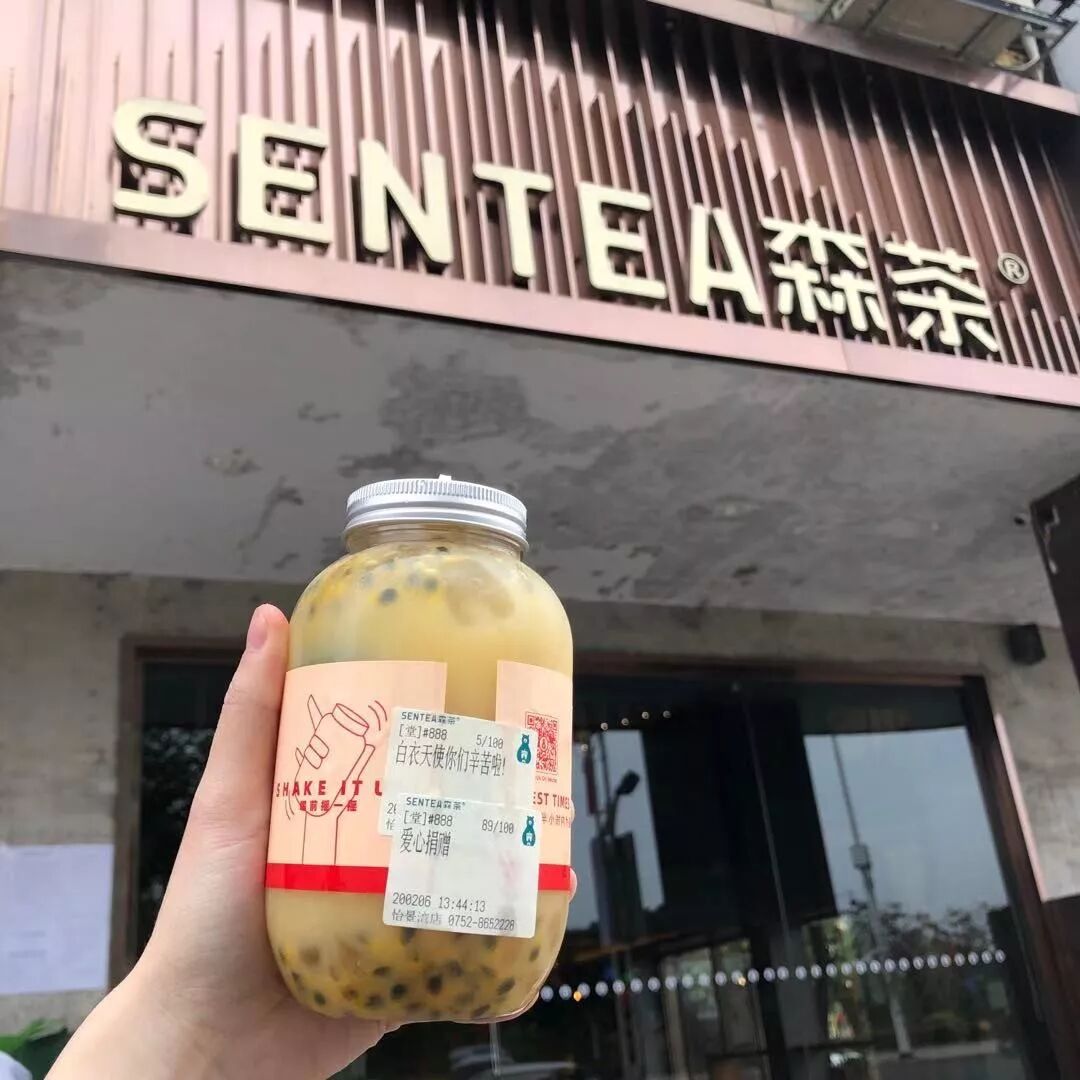 SENTEA森茶®
SHAKE IT U
摇一摇
SENTEA森茶®
[堂]#888 5/100
白衣天使你们辛苦啦!
EST TIMES
SENTEA森茶®
[堂]#888 89/100
爱心捐赠
200206 13:44:13
怡景湾店 0752-8652228